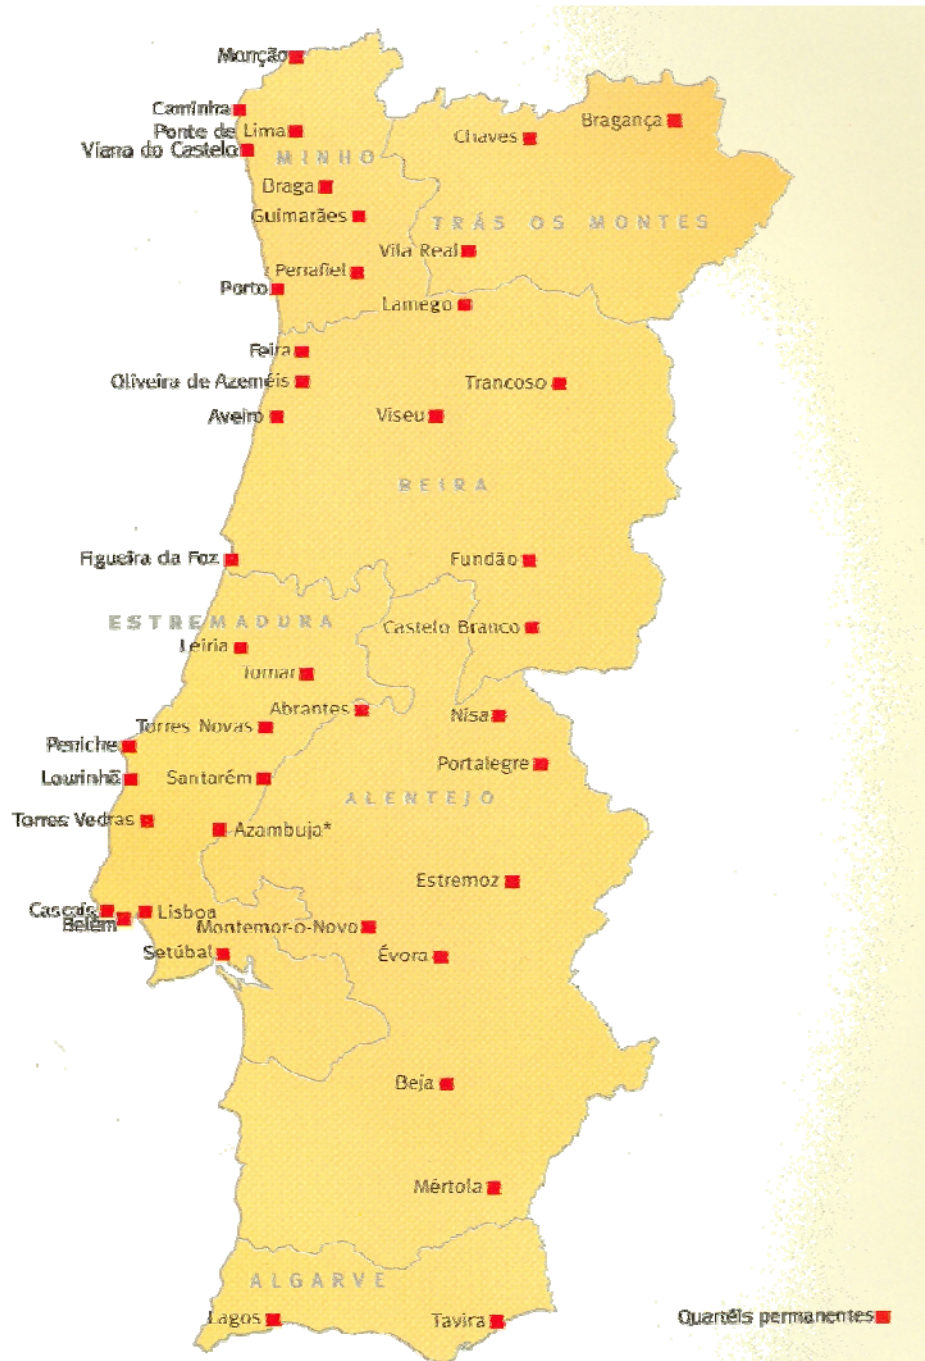 Monção
Caminha
Ponte de Lima
Viana do Castelo
MINHO
Chaves
Bragança
Braga
Guimarães
TRÁS OS MONTES
Vila Real
Penafiel
Porto
Lamego
Feira
Oliveira de Azeméis
Trancoso
Aveiro
Viseu
BEIRA
Figueira da Foz
Fundão
ESTREMADURA
Castelo Branco
Leiria
Tomar
Abrantes
Nisa
Torres Novas
Peniche
Portalegre
Lourinhã
Santarém
ALENTEJO
Torres Vedras
Azambuja*
Estremoz
Cascais
Lisboa
Belém
Montemor-o-Novo
Setúbal
Évora
Beja
Mértola
ALGARVE
Lagos
Tavira
Quartéis permanentes